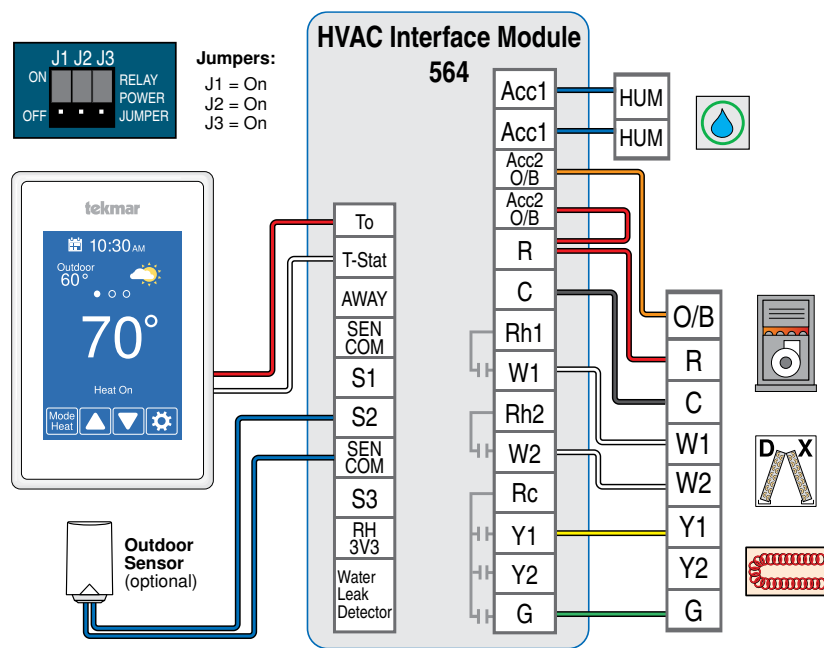 HVAC Interface Module
564
J1 J2 J3
ON
OFF
RELAY
POWER
JUMPER
Jumpers:
J1 = On
J2 = On
J3 = On
tekmar
10:30 AM
Outdoor
60°
70°
Heat On
Mode
Heat
Outdoor
Sensor
(optional)
To
T-Stat
AWAY
SEN
COM
S1
S2
SEN
COM
S3
RH
3V3
Water
Leak
Detector
Acc1
Acc1
Acc2
O/B
Acc2
O/B
R
C
Rh1
W1
Rh2
W2
Rc
Y1
Y2
G
HUM
HUM
O/B
R
C
W1
W2
Y1
Y2
G
D X